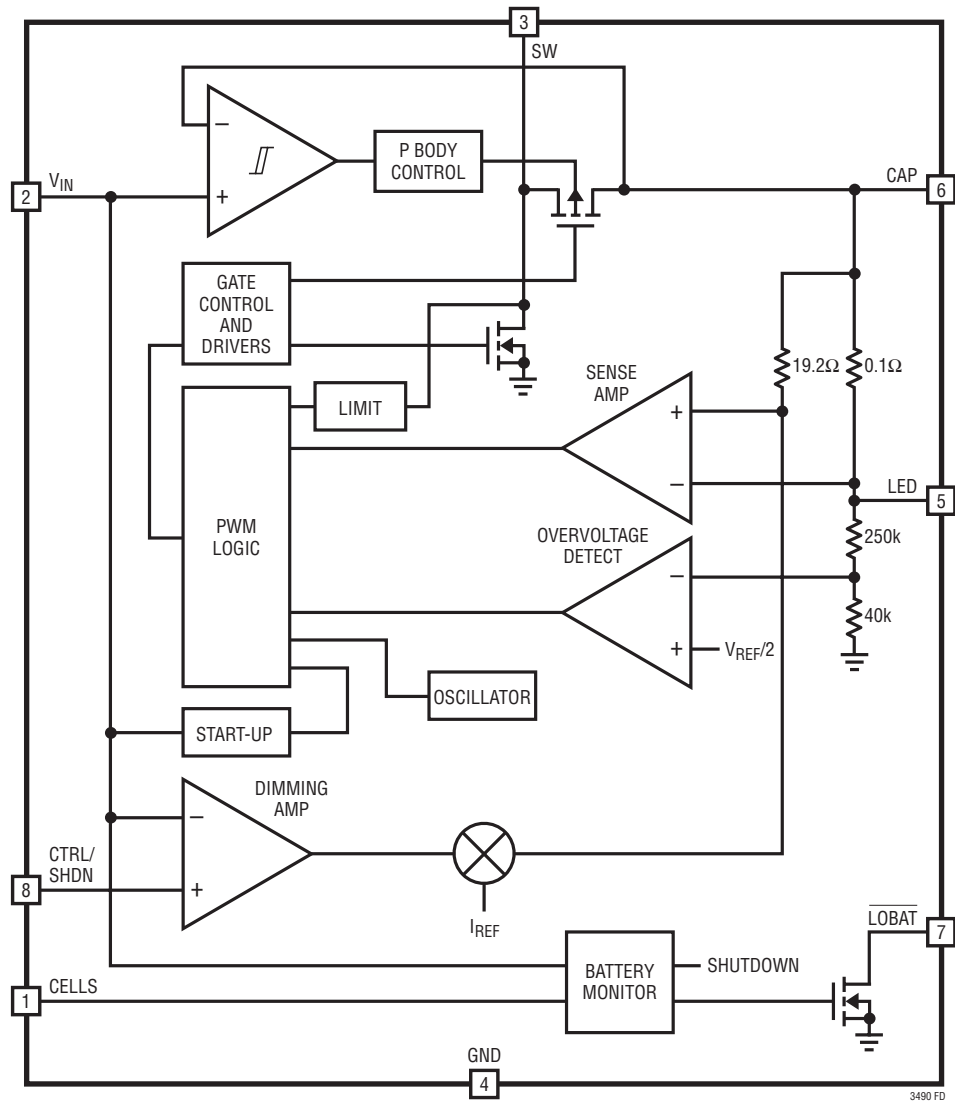 3
SW
−
+
P BODY
CONTROL
2
VIN
CAP
6
GATE
CONTROL
AND
DRIVERS
LIMIT
SENSE
AMP
+
−
19.2Ω
0.1Ω
LED
5
PWM
LOGIC
OVERVOLTAGE
DETECT
−
+
VREF/2
250k
40k
OSCILLATOR
START-UP
DIMMING
AMP
−
+
CTRL/
SHDN
8
IREF
LOBAT
7
BATTERY
MONITOR
SHUTDOWN
1
CELLS
GND
4
3490 FD